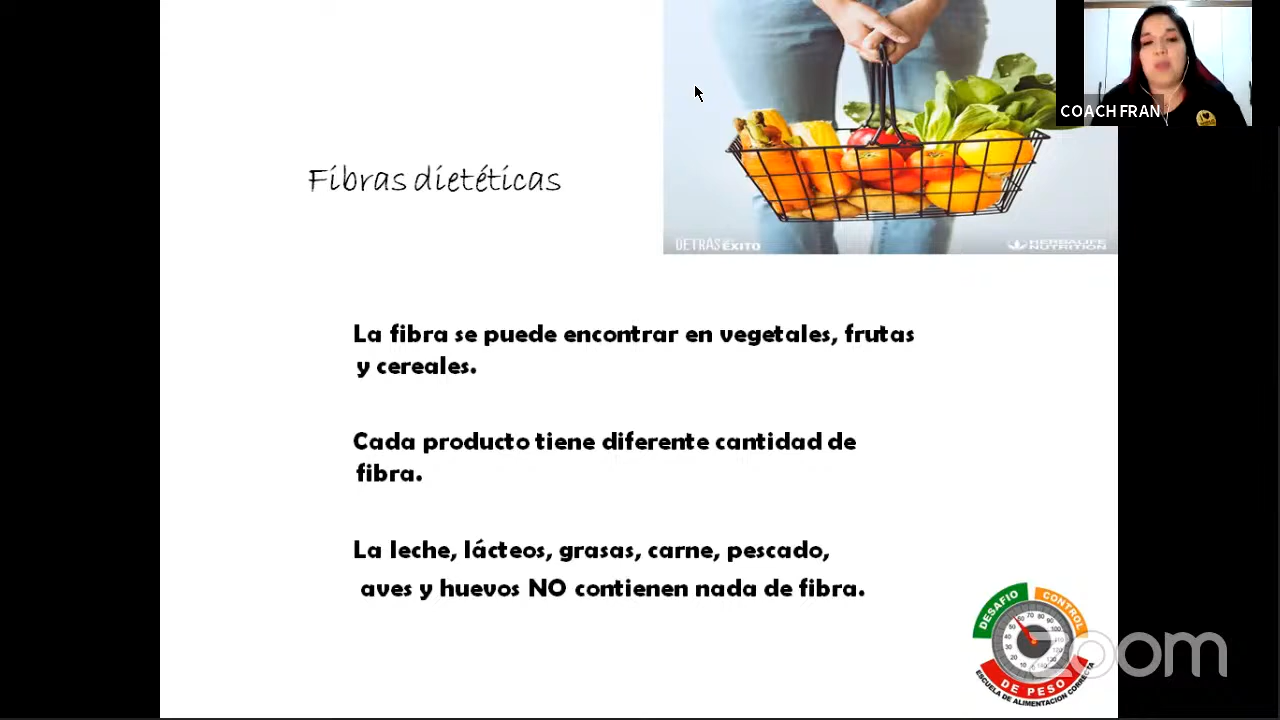 COACH FRAN
Fibras dietéticas
DETRÁS DEL ÉXITO
HERBALIFE
NUTRITION
La fibra se puede encontrar en vegetales, frutas
y cereales.
Cada producto tiene diferente cantidad de
fibra.
La leche, lácteos, grasas, carne, pescado,
aves y huevos NO contienen nada de fibra.
DESAFIO CONTROL
DE PESO
ESCUELA DE ALIMENTACION CORRECTA
zoom